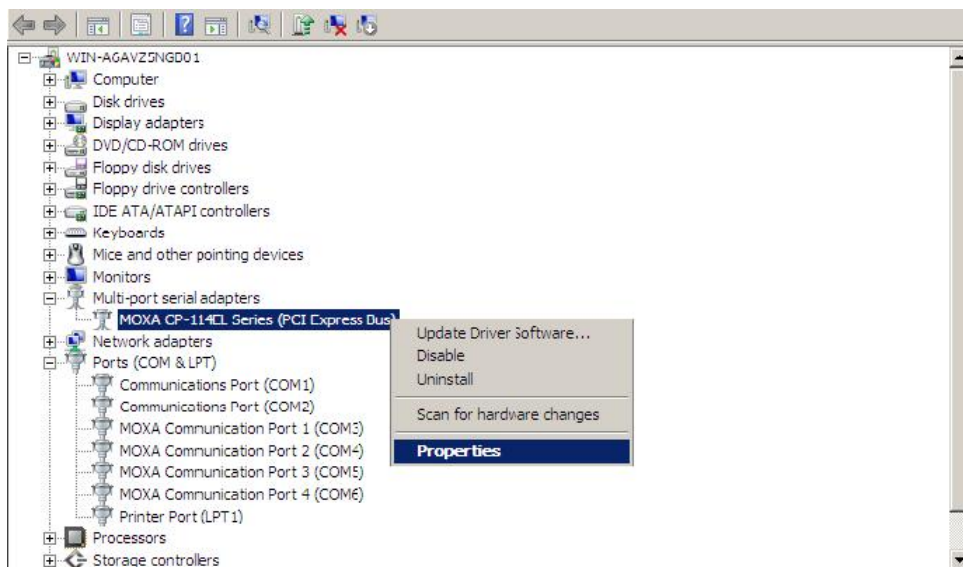 WIN-AGAVZ5NGD01
Computer
Disk drives
Display adapters
DVD/CD-ROM drives
Floppy disk drives
Floppy drive controllers
IDE ATA/ATAPI controllers
Keyboards
Mice and other pointing devices
Monitors
Multi-port serial adapters
MOXA CP-114EL Series (PCI Express Bus)
Network adapters
Ports (COM & LPT)
Communications Port (COM1)
Communications Port (COM2)
MOXA Communication Port 1 (COM3)
MOXA Communication Port 2 (COM4)
MOXA Communication Port 3 (COM5)
MOXA Communication Port 4 (COM6)
Printer Port (LPT1)
Processors
Storage controllers
Update Driver Software...
Disable
Uninstall
Scan for hardware changes
Properties